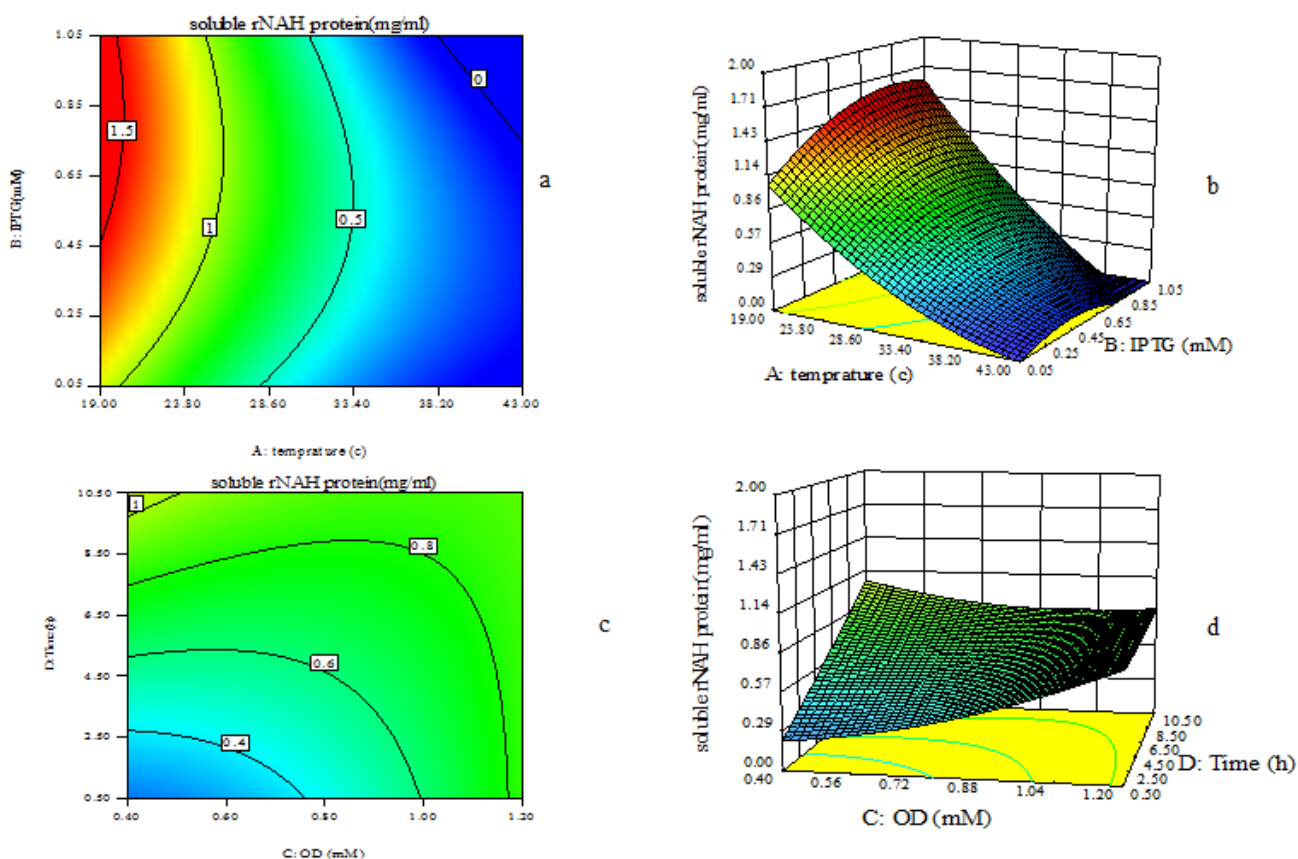 soluble rNAH protein(mg/ml)
B: IPTG(mM)
1.05
0.85
0.65
0.45
0.25
0.05
1.5
1
0.5
0
19.00 23.80 28.60 33.40 38.20 43.00
A: temprature (c)
a
soluble rNAH protein(mg/ml)
2.00
1.71
1.43
1.14
0.86
0.57
0.29
0.00
19.00 23.80 28.60 33.40 38.20 43.00
A: temprature (c)
1.05
0.85
0.65
0.45
0.25
0.05
B: IPTG (mM)
b
soluble rNAH protein(mg/ml)
D: Time(h)
10.50
8.50
6.50
4.50
2.50
0.50
1
0.8
0.6
0.4
0.40 0.60 0.80 1.00 1.20
C: OD (mM)
c
soluble rNAH protein(mg/ml)
2.00
1.71
1.43
1.14
0.86
0.57
0.29
0.00
0.40 0.56 0.72 0.88 1.04 1.20
C: OD (mM)
10.50
8.50
6.50
4.50
2.50
0.50
D: Time (h)
d